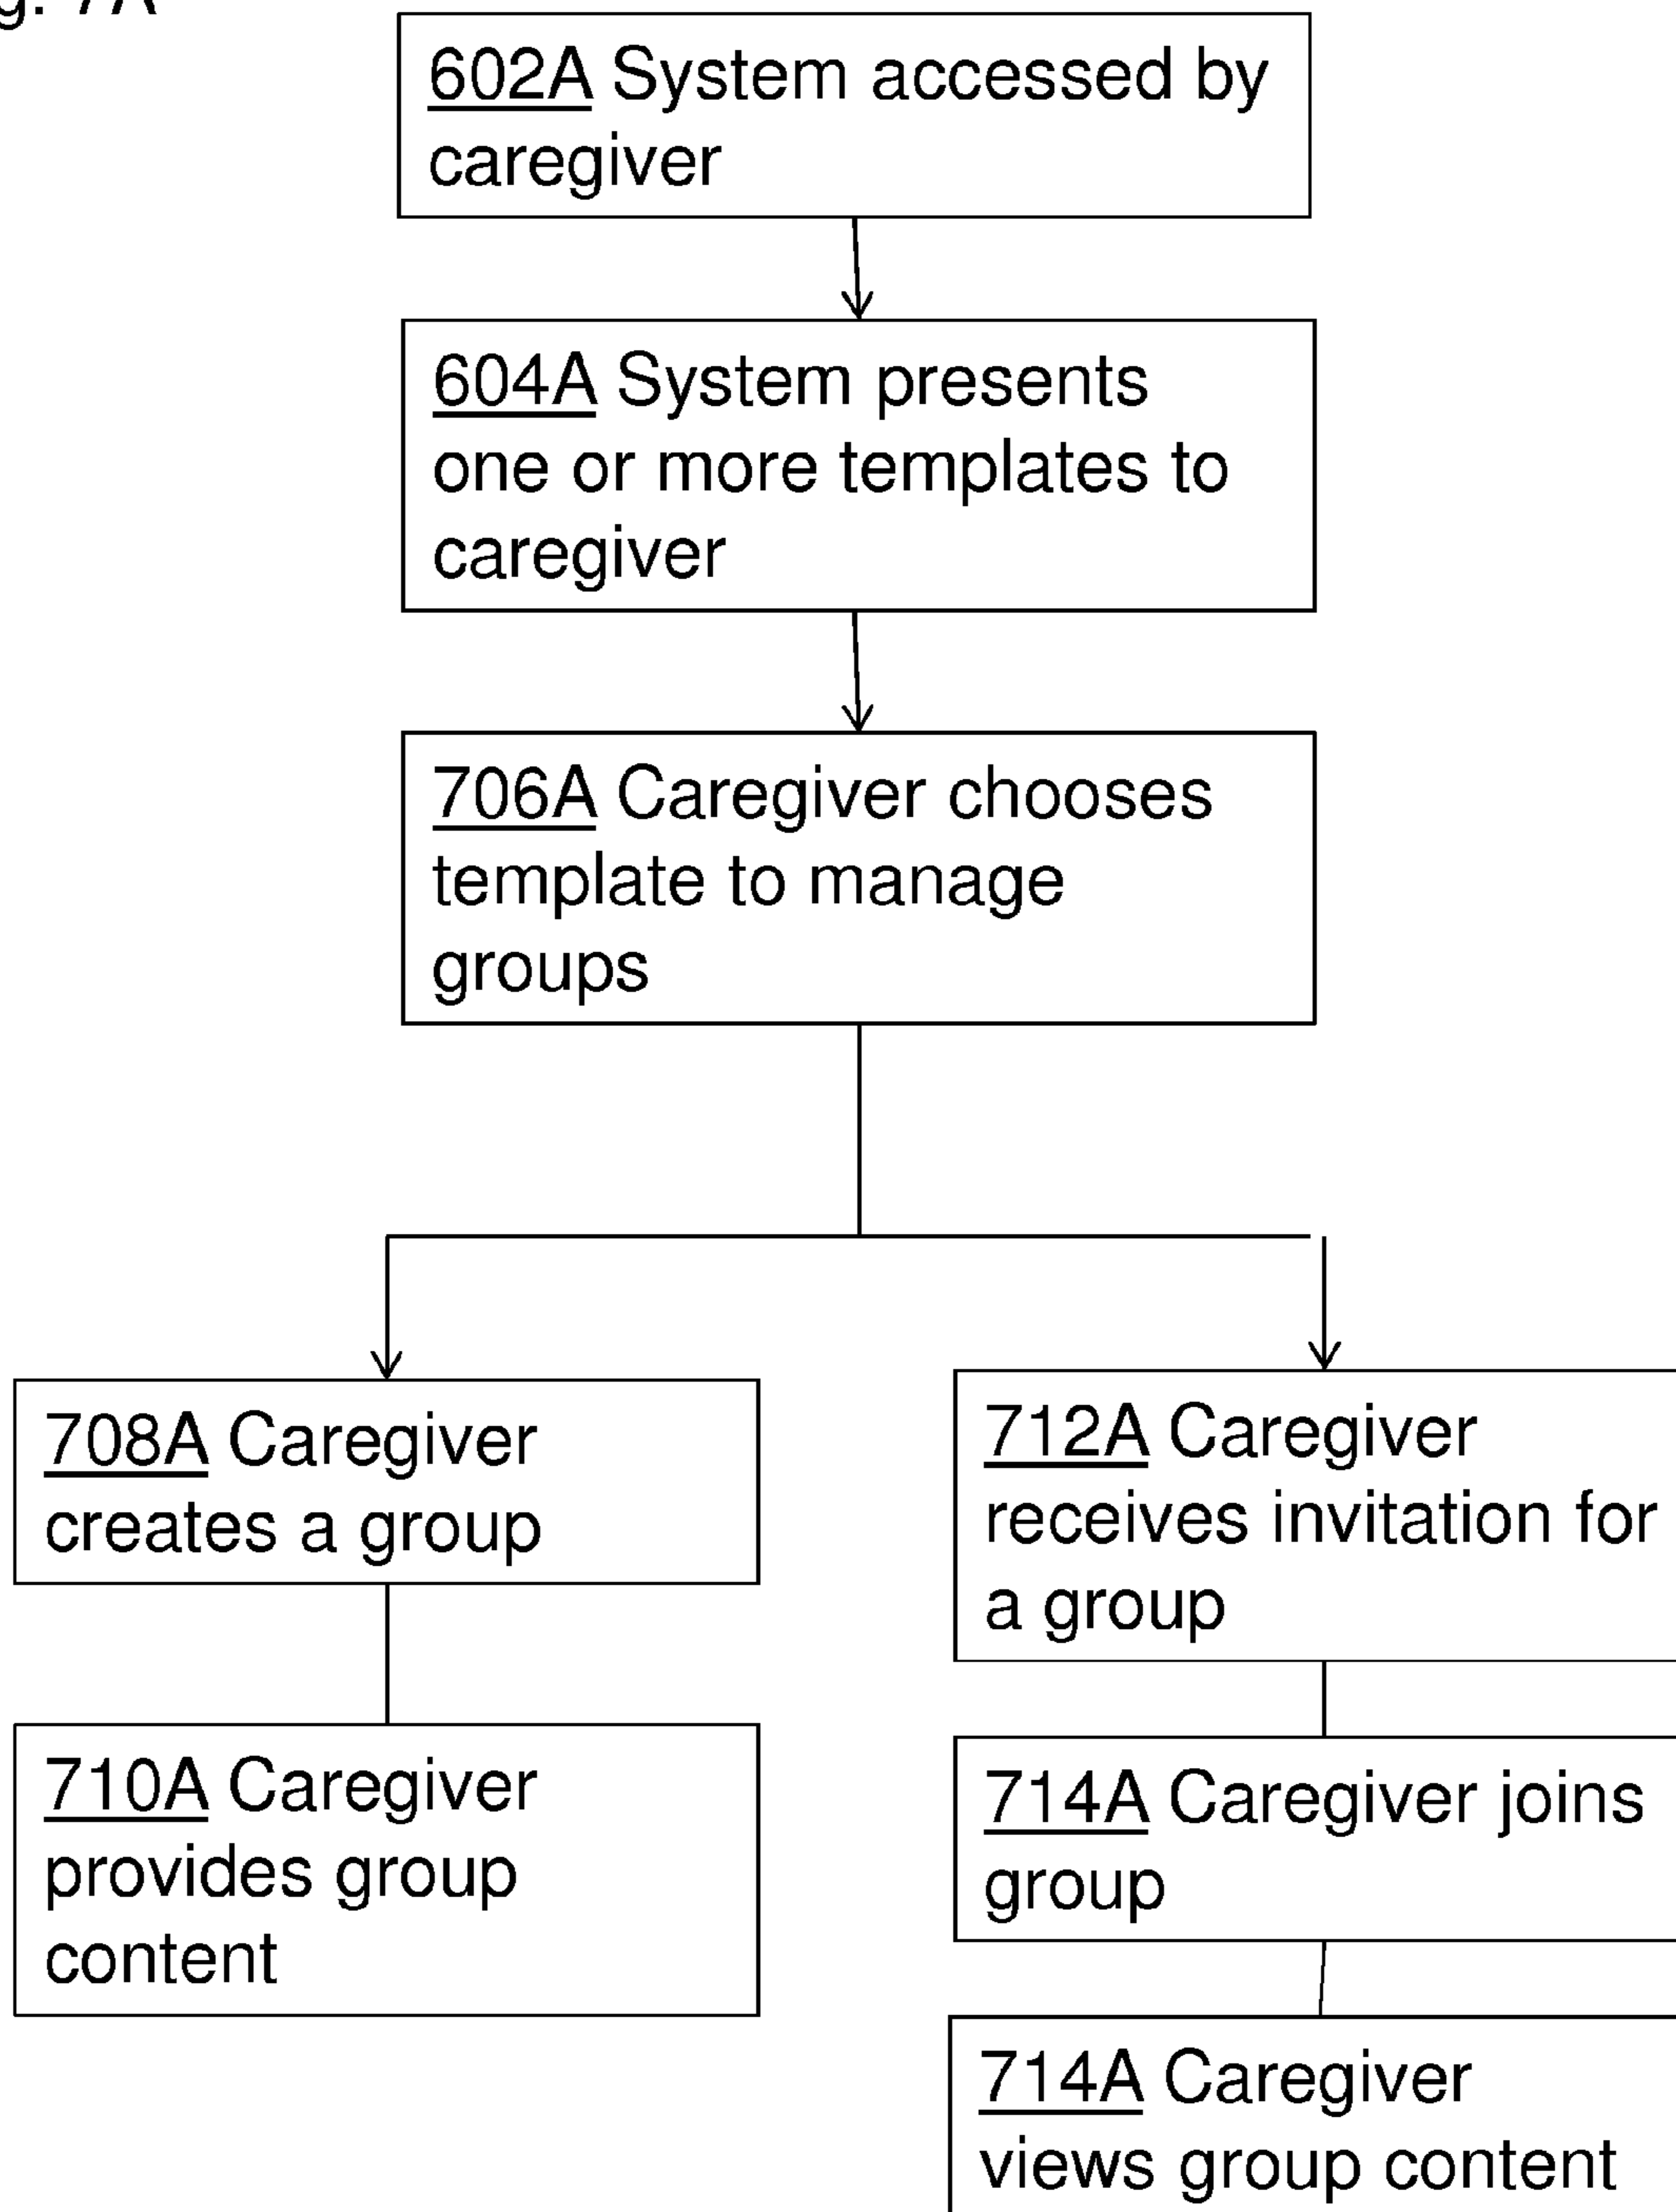 g. 7A
602A System accessed by
caregiver
604A System presents
one or more templates to
caregiver
706A Caregiver chooses
template to manage
groups
708A Caregiver
creates a group
710A Caregiver
provides group
content
712A Caregiver
receives invitation for
a group
714A Caregiver joins
group
714A Caregiver
views group content